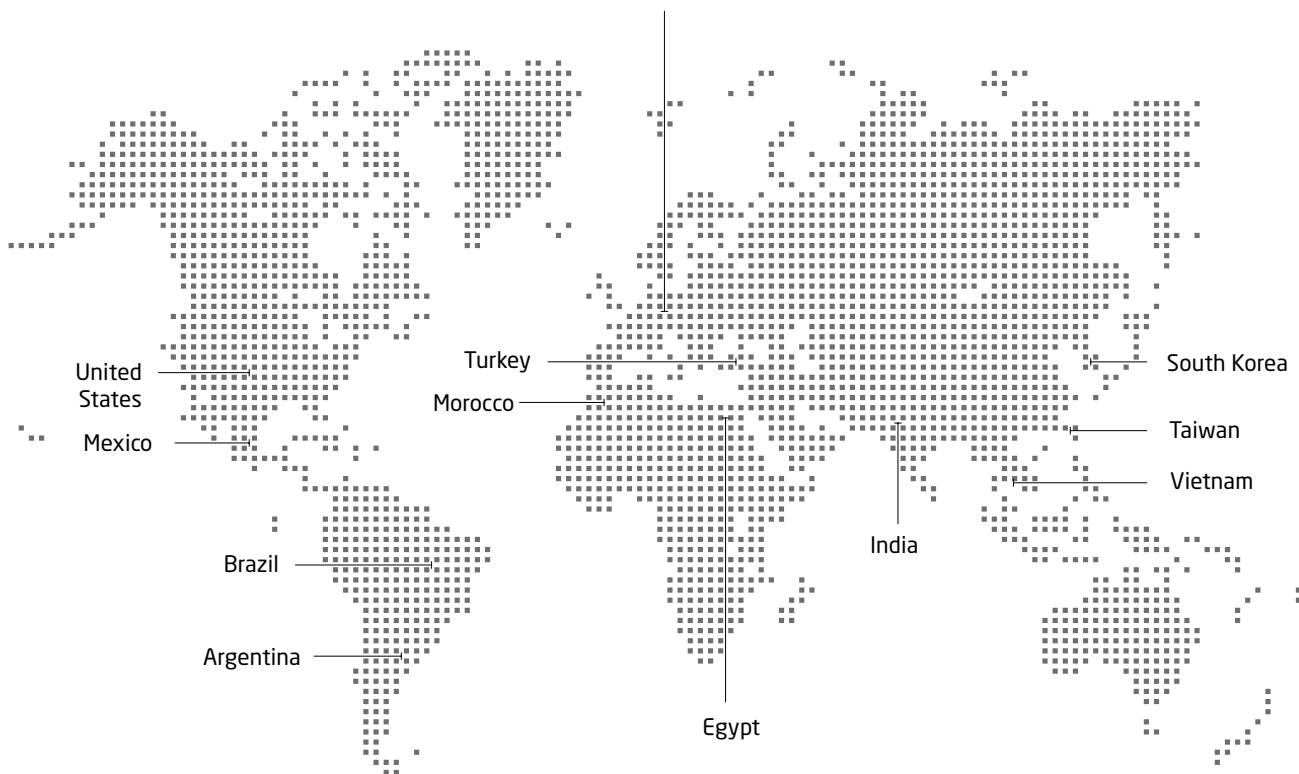 Turkey
South Korea
United
States
Morocco
Taiwan
Mexico
Vietnam
India
Brazil
Argentina
Egypt